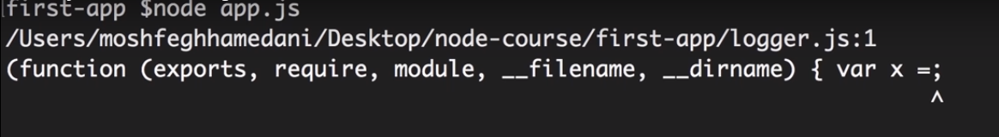 first-app $node app.js
/Users/moshfeghhamedani/Desktop/node-course/first-app/logger.js:1
(function (exports, require, module, __filename, __dirname) { var x =;
^